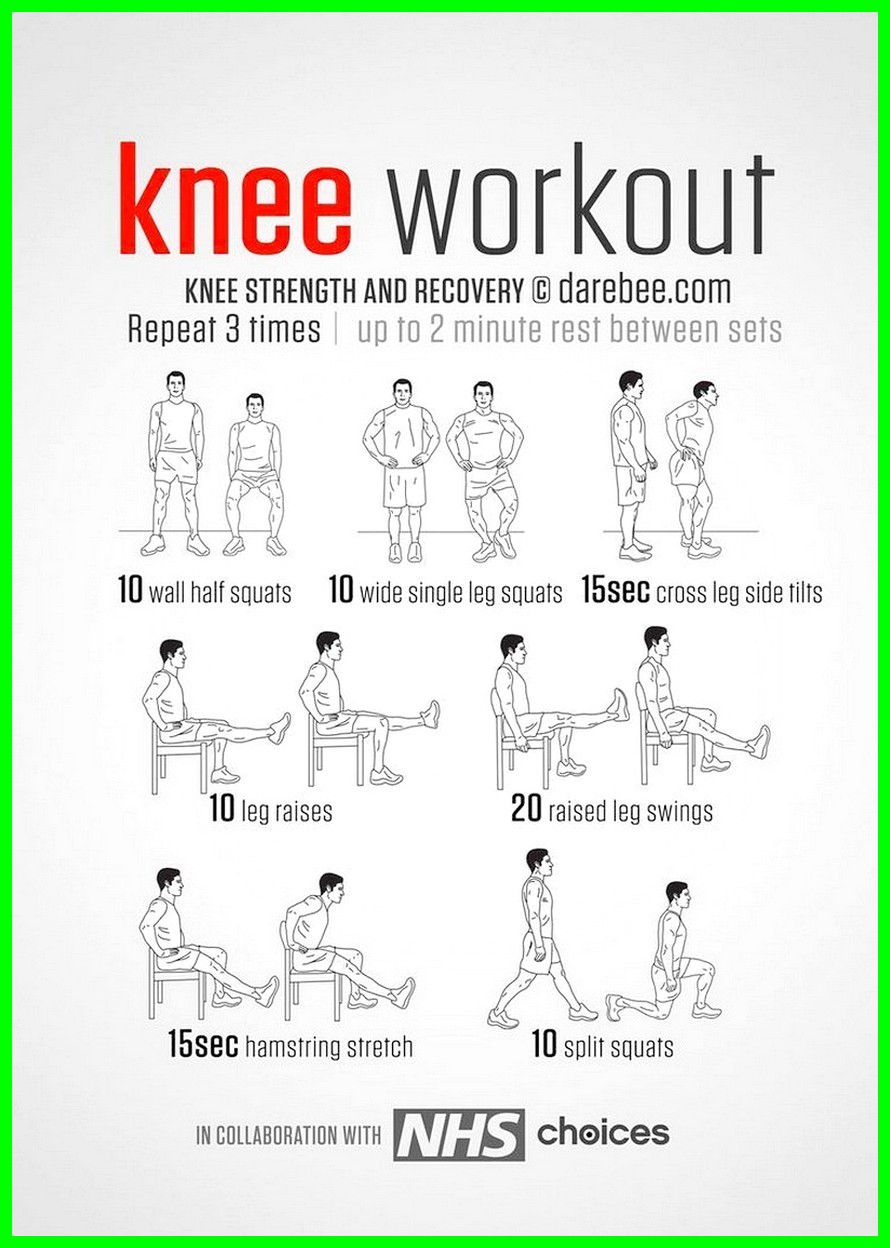 knee workout
KNEE STRENGTH AND RECOVERY © darebee.com
Repeat 3 times | up to 2 minute rest between sets
10 wall half squats
10 wide single leg squats
15sec cross leg side tilts
10 leg raises
20 raised leg swings
15sec hamstring stretch
10 split squats
IN COLLABORATION WITH NHS choices